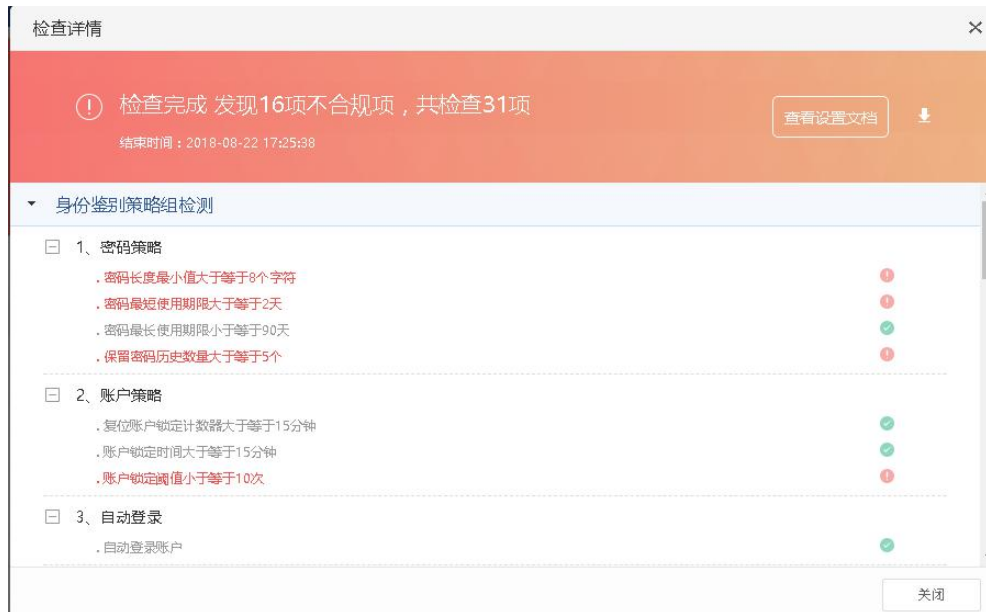 检查详情
检查完成 发现16项不合规项，共检查31项
查看设置文档
结束时间：2018-08-22 17:25:38
身份鉴别策略组检测
1、密码策略
. 密码长度最小值大于等于8个字符
. 密码最短使用期限大于等于2天
. 密码最长使用期限小于等于90天
. 保留密码历史数量大于等于5个
2、账户策略
. 复位账户锁定计数器大于等于15分钟
. 账户锁定时间大于等于15分钟
. 账户锁定阈值小于等于10次
3、自动登录
. 自动登录账户
关闭